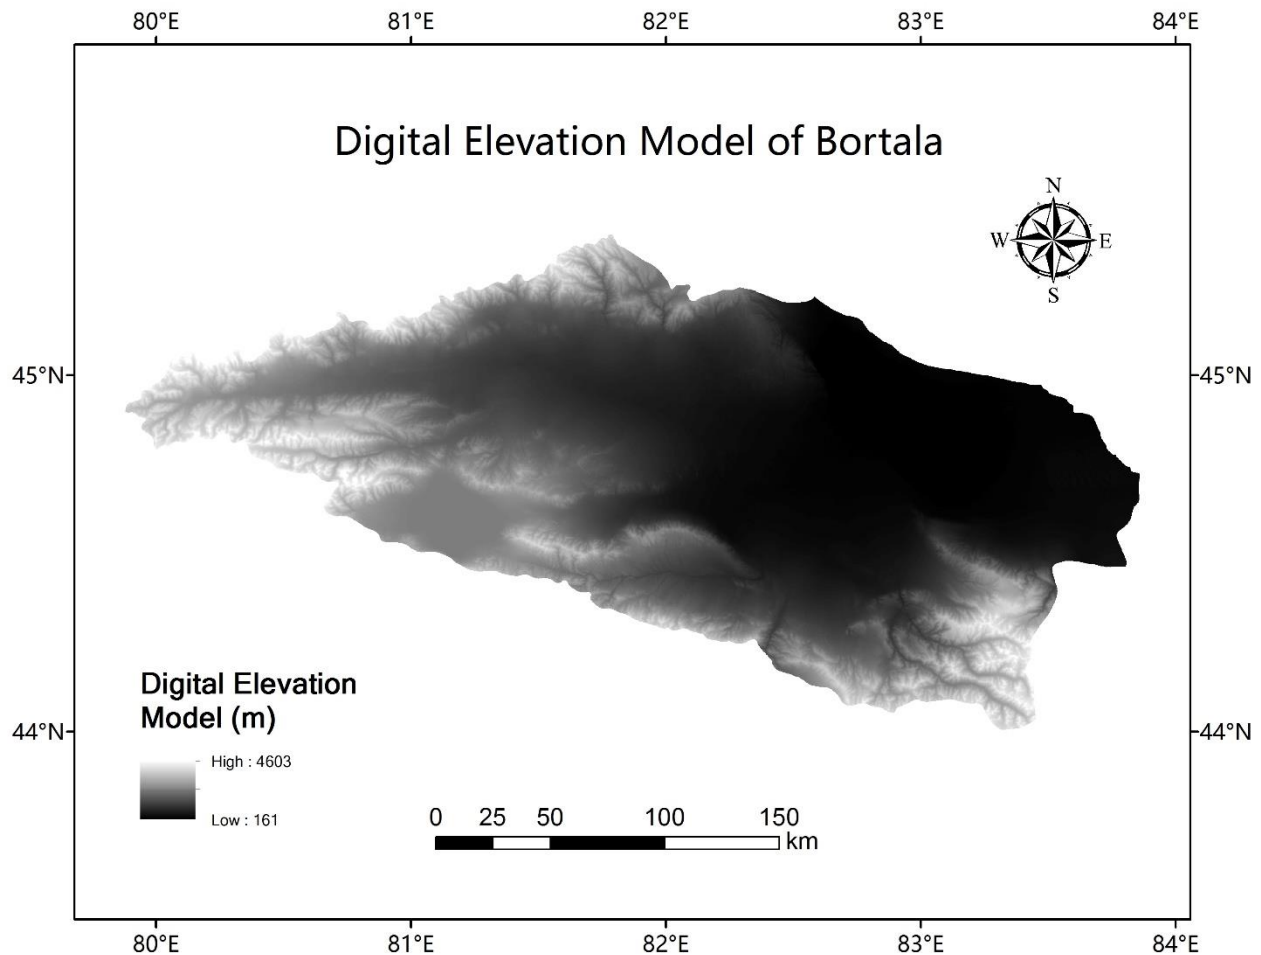 80°E 81°E 82°E 83°E 84°E
Digital Elevation Model of Bortala
N
W E
S
45°N 45°N
Digital Elevation
Model (m)
44°N 44°N
High : 4603
Low : 161
0 25 50 100 150
km
80°E 81°E 82°E 83°E 84°E